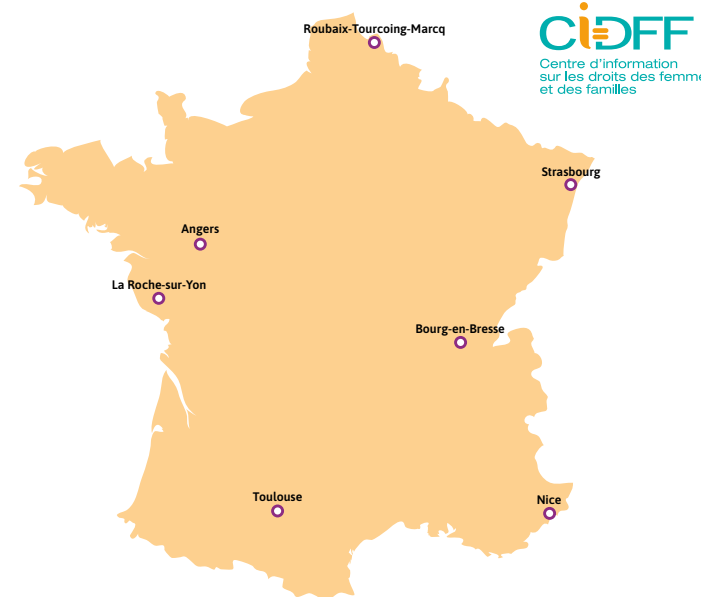 Roubaix-Tourcoing-Marcq
CiDFF
Centre d'information
sur les droits des femme
et des familles
Strasbourg
Angers
La Roche-sur-Yon
Bourg-en-Bresse
Toulouse
Nice